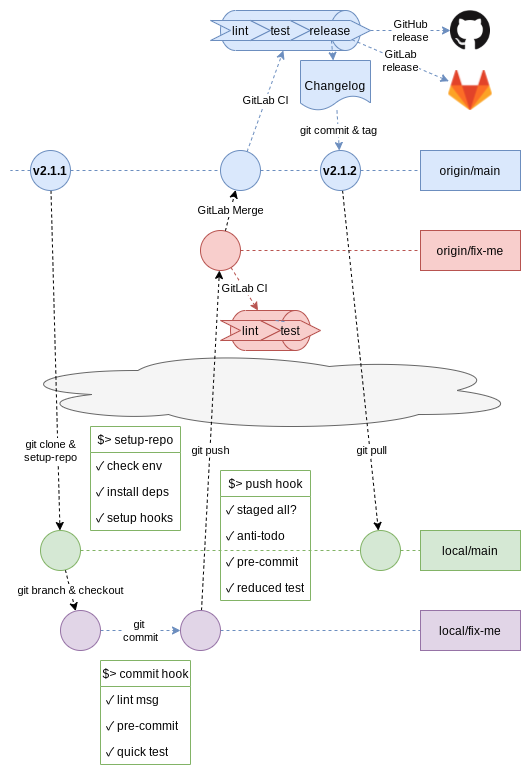 lint
test
release
GitHub
release
GitLab
release
Changelog
GitLab CI
git commit & tag
v2.1.1
v2.1.2
origin/main
GitLab Merge
origin/fix-me
GitLab CI
lint
test
git clone &
setup-repo
$> setup-repo
✓ check env
✓ install deps
✓ setup hooks
git push
git pull
$> push hook
✓ staged all?
✓ anti-todo
✓ pre-commit
✓ reduced test
local/main
git branch & checkout
git
commit
local/fix-me
$> commit hook
✓ lint msg
✓ pre-commit
✓ quick test